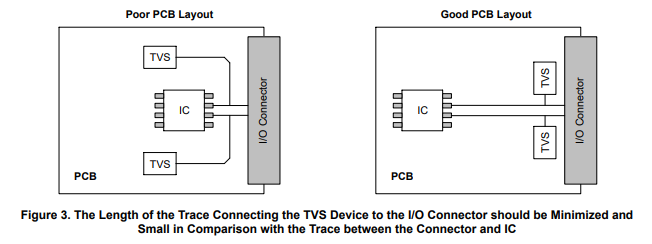 Poor PCB Layout
TVS
IC
TVS
I/O Connector
PCB
Good PCB Layout
TVS
IC
TVS
I/O Connector
PCB
Figure 3. The Length of the Trace Connecting the TVS Device to the I/O Connector should be Minimized and
Small in Comparison with the Trace between the Connector and IC